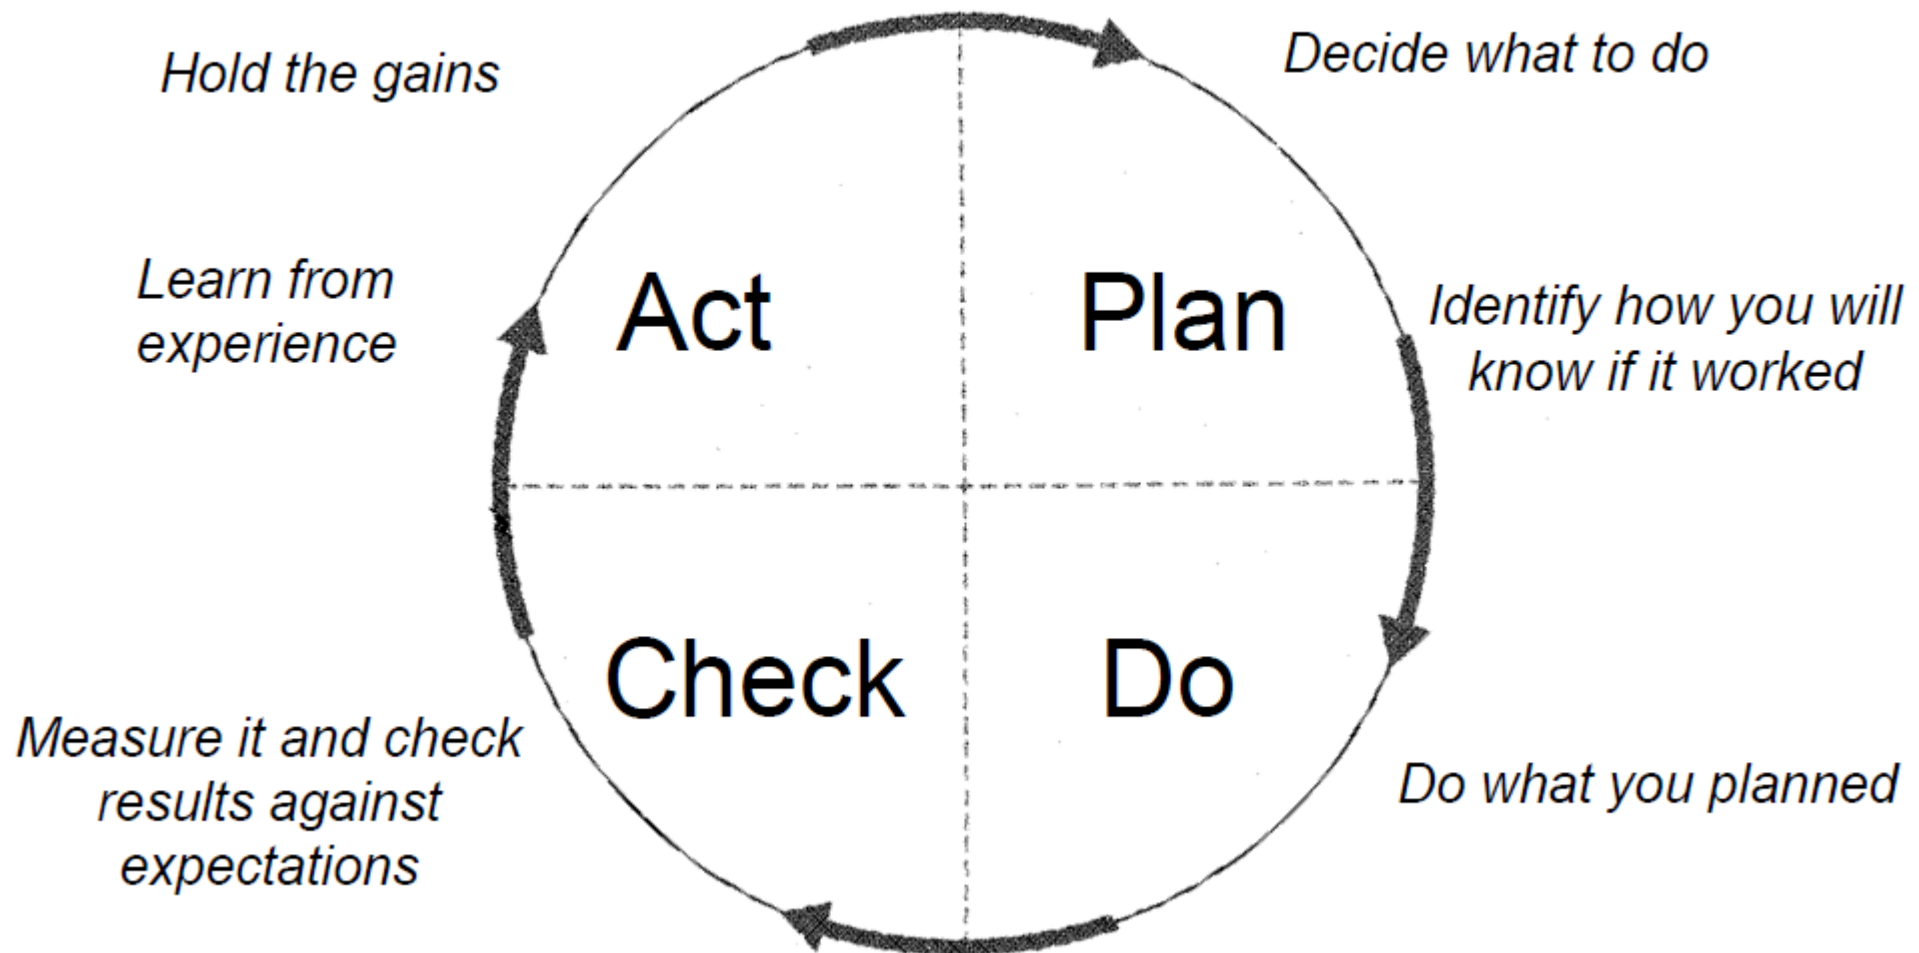 Hold the gains
Decide what to do
Learn from
experience
Act
Plan
Identify how you will
know if it worked
Check
Do
Measure it and check
results against
expectations
Do what you planned